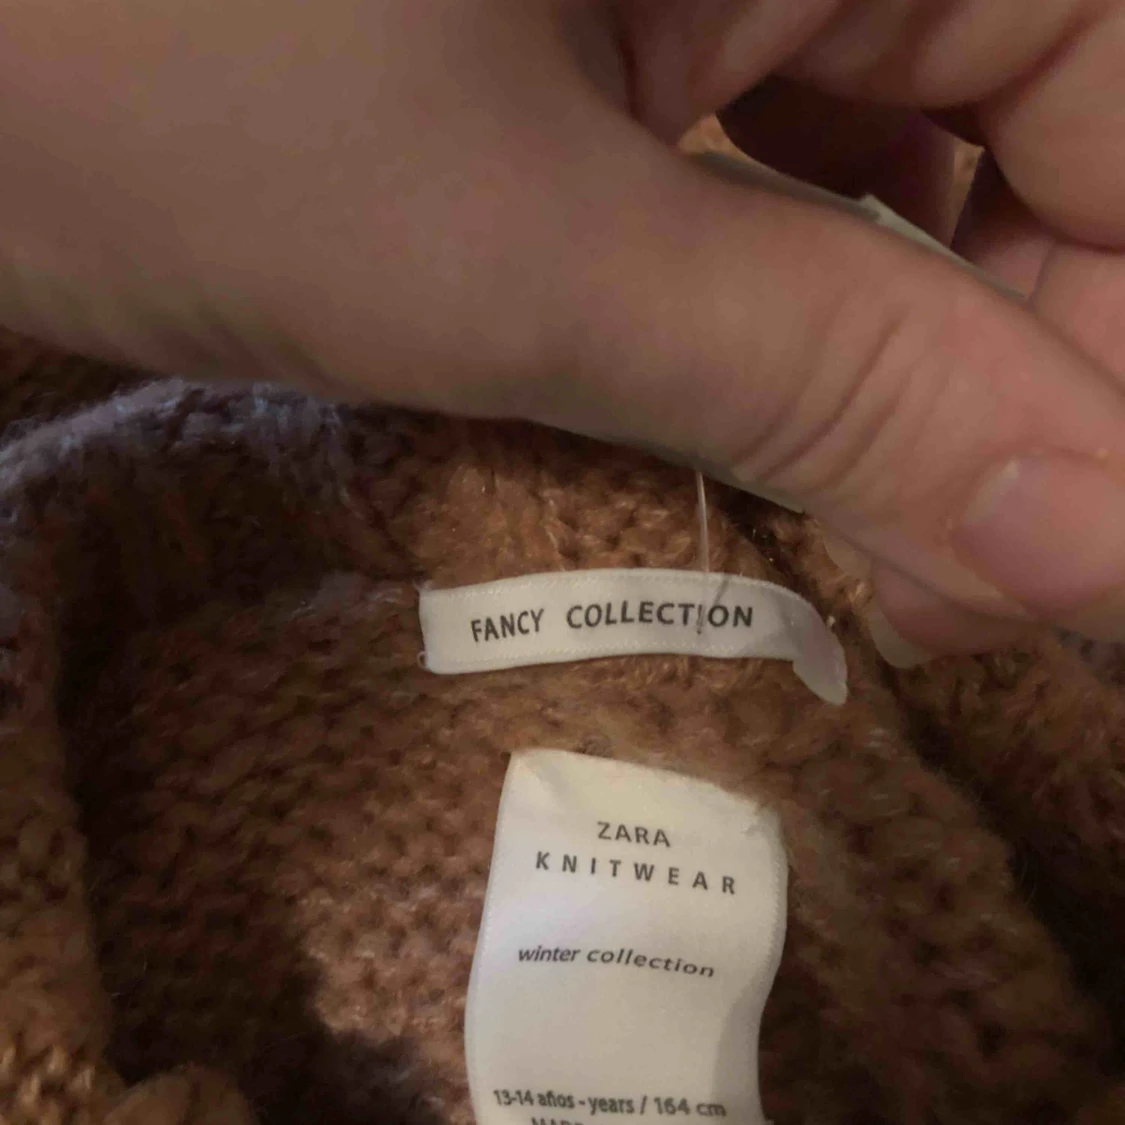 FANCY COLLECTION
ZARA
KNITWEAR
winter collection
13-14 años - years / 164 cm